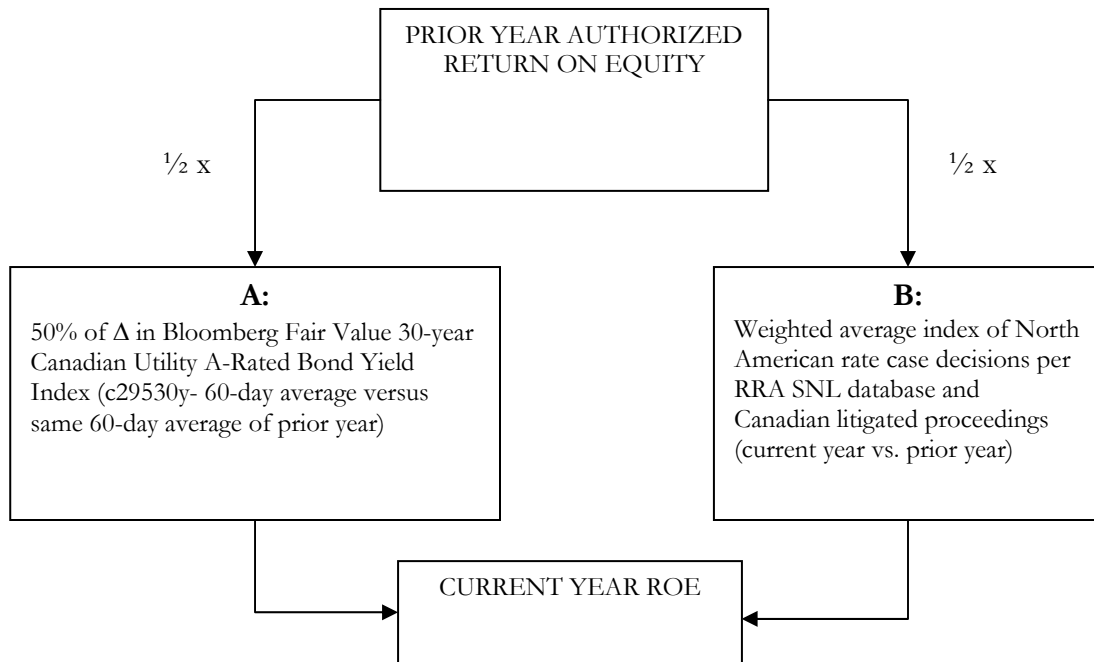 PRIOR YEAR AUTHORIZED
RETURN ON EQUITY
½ x
½ x
A:
50% of Δ in Bloomberg Fair Value 30-year
Canadian Utility A-Rated Bond Yield
Index (c29530y- 60-day average versus
same 60-day average of prior year)
B:
Weighted average index of North
American rate case decisions per
RRA SNL database and
Canadian litigated proceedings
(current year vs. prior year)
CURRENT YEAR ROE